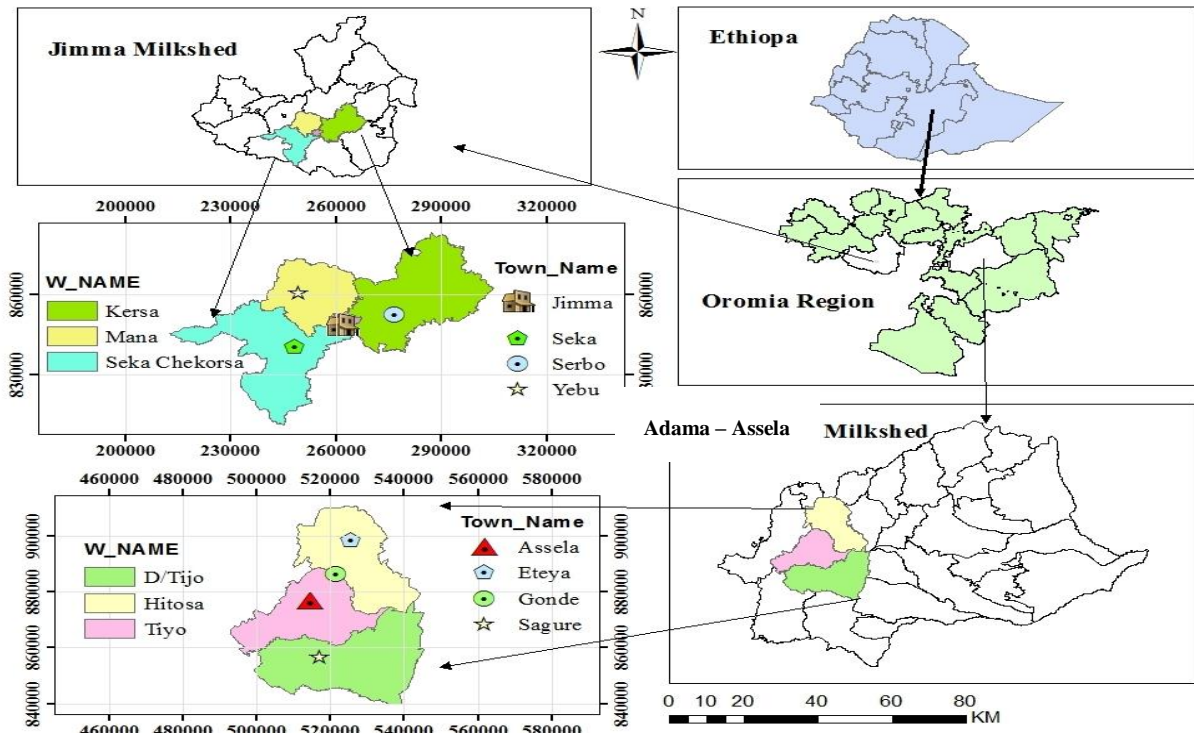 Jimma Milkshed
N
Ethiopa
Oromia Region
200000 230000 260000 290000 320000
860000
830000
W_NAME
Kersa
Mana
Seka Chekorsa
Town_Name
Jimma
Seka
Serbo
Yebu
860000
200000 230000 260000 290000 320000
Adama – Assela Milkshed
460000 480000 500000 520000 540000 560000 580000
900000
880000
860000
840000
W_NAME
D/Tijo
Hitosa
Tiyo
Town_Name
Assela
Eteya
Gonde
Sagure
900000
880000
860000
840000
460000 480000 500000 520000 540000 560000 580000
0 10 20 40 60 80
KM